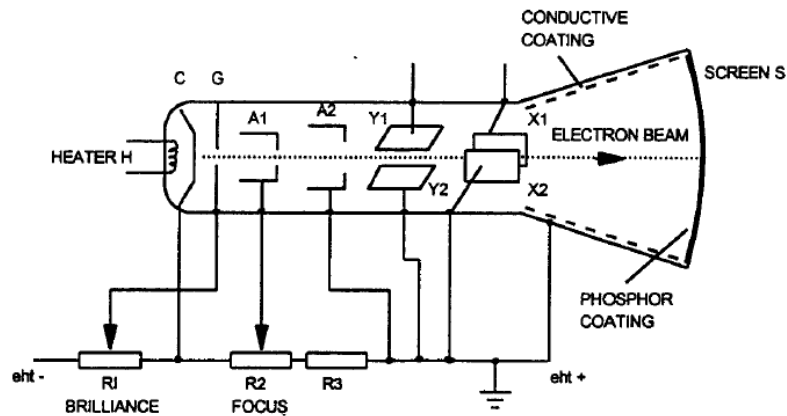 CONDUCTIVE
COATING
C
G
SCREEN S
A1
A2
Y1
X1
HEATER H
ELECTRON BEAM
Y2
X2
PHOSPHOR
COATING
eht -
R1
BRILLIANCE
R2
FOCUS
R3
eht +